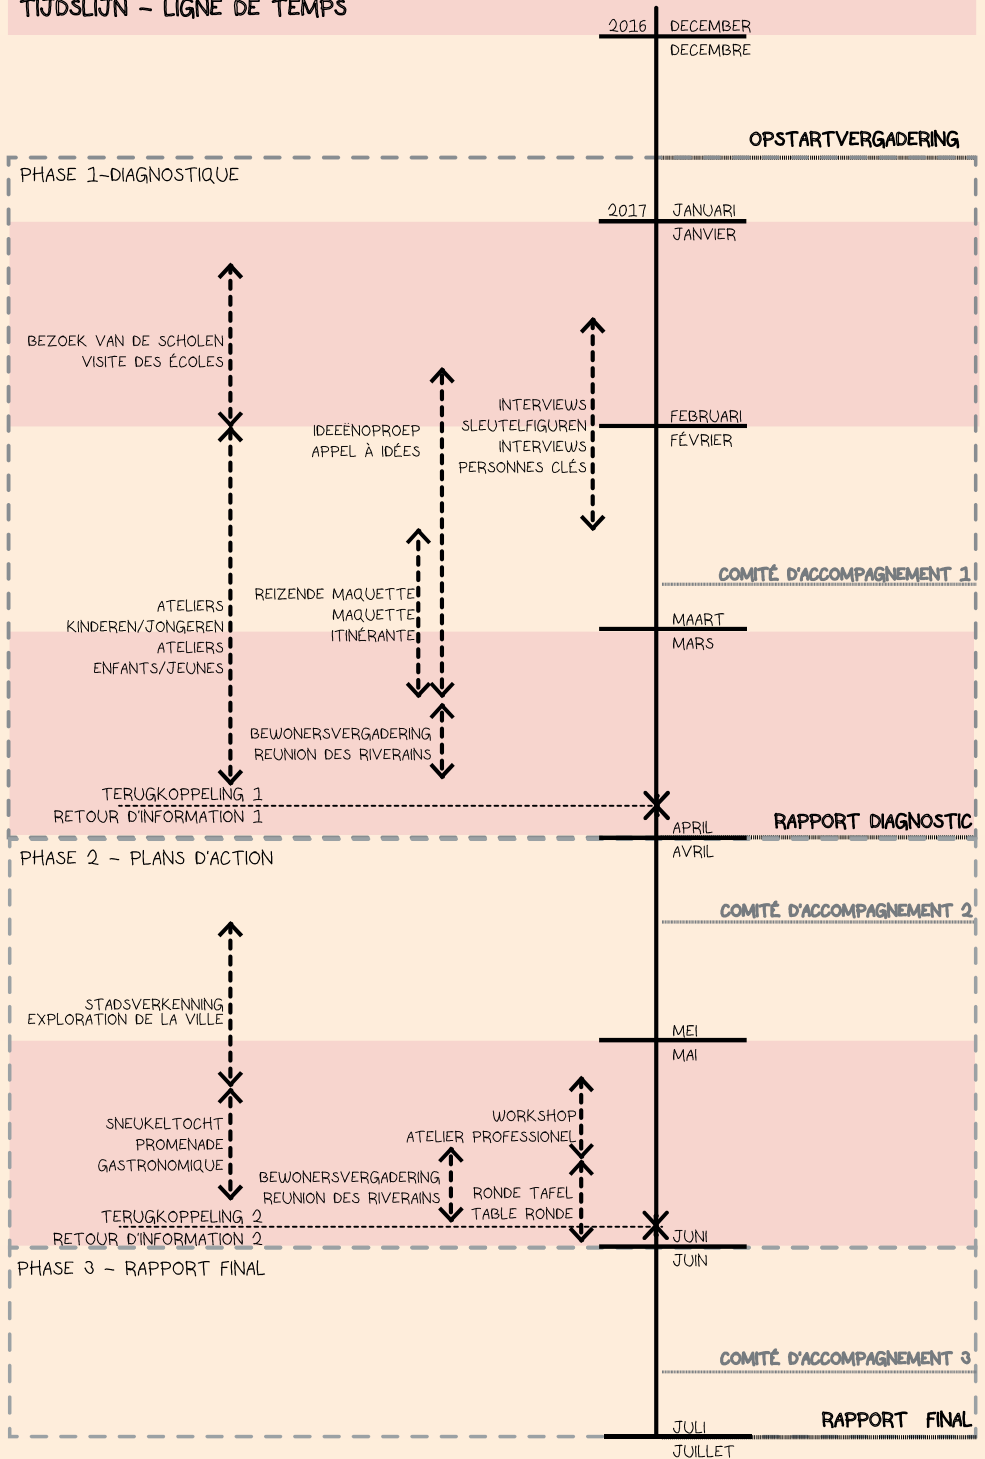 TIJDSLIJN – LIGNE DE TEMPS
2016 DECEMBER
DECEMBRE
OPSTARTVERGADERING
PHASE 1–DIAGNOSTIQUE
2017 JANUARI
JANVIER
BEZOEK VAN DE SCHOLEN
VISITE DES ÉCOLES
INTERVIEWS
SLEUTELFIGUREN
INTERVIEWS
PERSONNES CLÉS
IDEEËNOPROEP
APPEL À IDÉES
FEBRUARI
FÉVRIER
COMITÉ D'ACCOMPAGNEMENT 1
REIZENDE MAQUETTE
MAQUETTE
ITINÉRANTE
ATELIERS
KINDEREN/JONGEREN
ATELIERS
ENFANTS/JEUNES
MAART
MARS
BEWONERSVERGADERING
REUNION DES RIVERAINS
TERUGKOPPELING 1
RETOUR D'INFORMATION 1
RAPPORT DIAGNOSTIC
APRIL
AVRIL
PHASE 2 – PLANS D'ACTION
COMITÉ D'ACCOMPAGNEMENT 2
STADSVERKENNING
EXPLORATION DE LA VILLE
MEI
MAI
SNEUKELTOCHT
PROMENADE
GASTRONOMIQUE
WORKSHOP
ATELIER PROFESSIONEL
BEWONERSVERGADERING
REUNION DES RIVERAINS
RONDE TAFEL
TABLE RONDE
TERUGKOPPELING 2
RETOUR D'INFORMATION 2
JUNI
JUIN
PHASE 3 – RAPPORT FINAL
COMITÉ D'ACCOMPAGNEMENT 3
RAPPORT FINAL
JULI
JUILLET